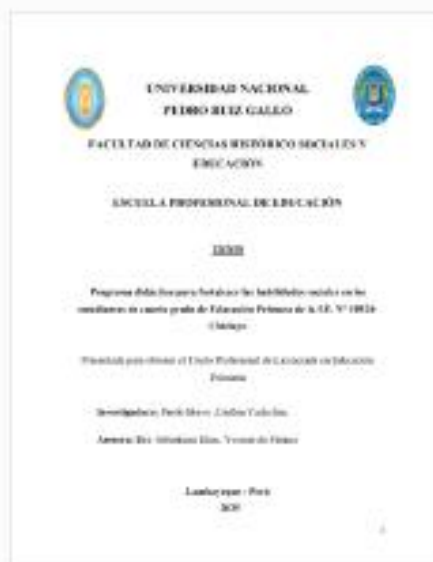 UNIVERSIDAD NACIONAL
PEDRO RUIZ GALLO
FACULTAD DE CIENCIAS HISTÓRICO SOCIALES Y
EDUCACIÓN
ESCUELA PROFESIONAL DE EDUCACIÓN
TESIS
Programa didáctico para fortalecer las habilidades sociales en los
estudiantes de cuarto grado de Educación Primaria de la I.E. N°
Chiclayo
Presentada para obtener el Título Profesional de Licenciada en Educación
Primaria
Investigadora:
Asesora: Dra.
Lambayeque - Perú